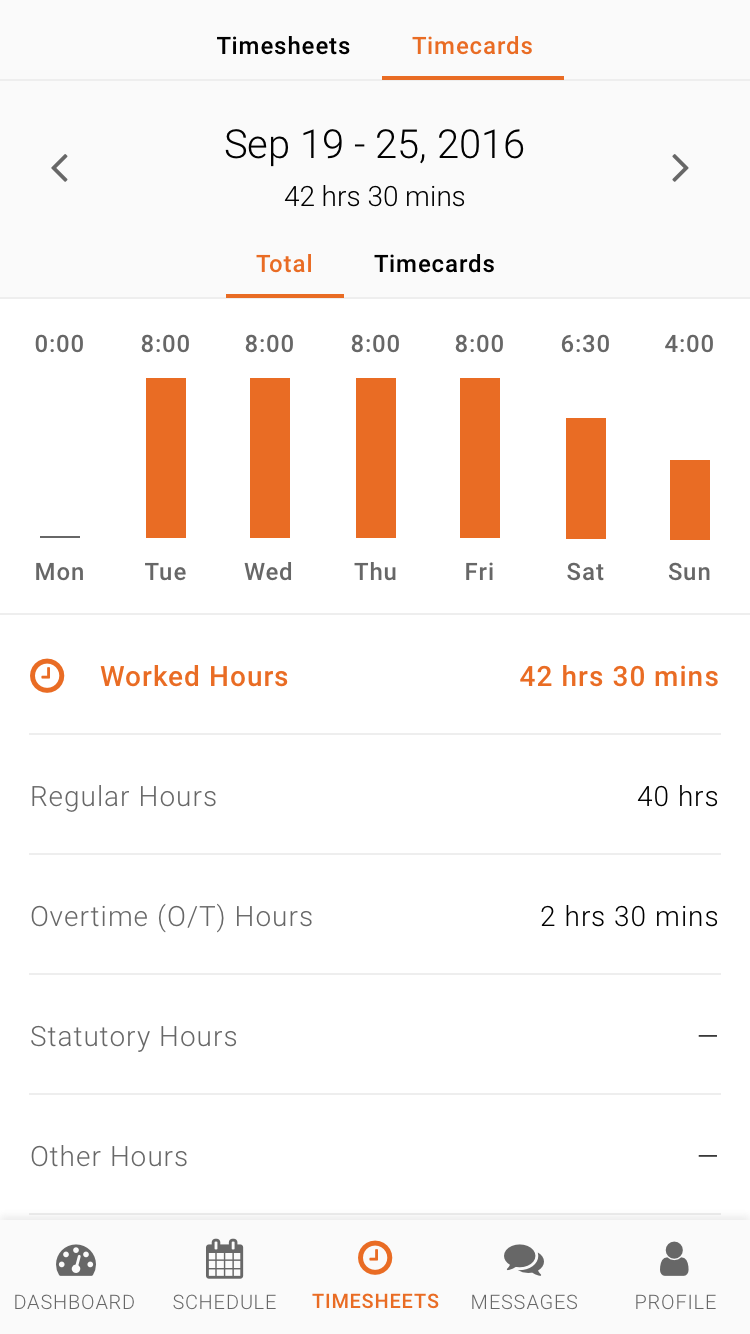 Timesheets Timecards
Sep 19 - 25, 2016
42 hrs 30 mins
Total Timecards
0:00 8:00 8:00 8:00 8:00 6:30 4:00
Mon Tue Wed Thu Fri Sat Sun
Worked Hours 42 hrs 30 mins
Regular Hours 40 hrs
Overtime (O/T) Hours 2 hrs 30 mins
Statutory Hours –
Other Hours –
DASHBOARD SCHEDULE TIMESHEETS MESSAGES PROFILE